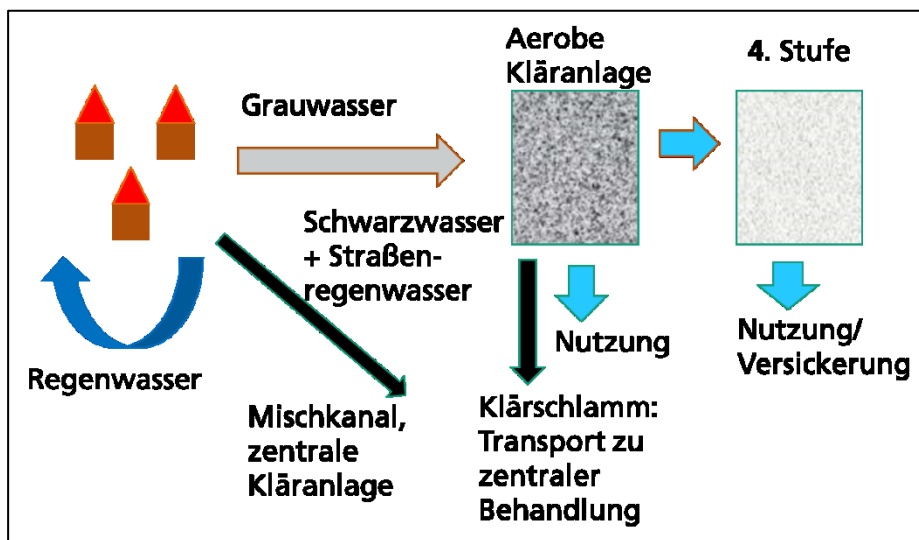 Aerobe
Kläranlage
4. Stufe
Grauwasser
Schwarzwasser
+ Straßen-
regenwasser
Regenwasser
Nutzung
Nutzung/
Versickerung
Mischkanal,
zentrale
Kläranlage
Klärschlamm:
Transport zu
zentraler
Behandlung